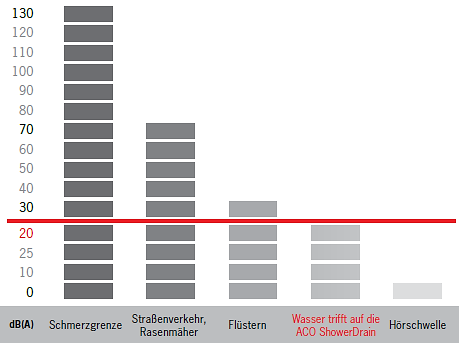 130
120
110
100
90
80
70
60
50
40
30
20
25
10
0
dB(A)
Schmerzgrenze
Straßenverkehr,
Rasenmäher
Flüstern
Wasser trifft auf die
ACO ShowerDrain
Hörschwelle